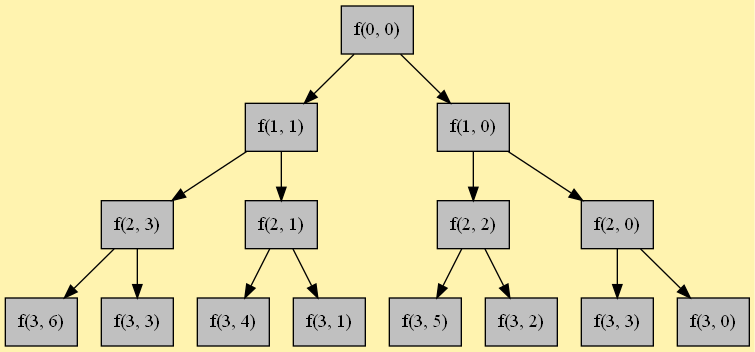 f(0, 0)
f(1, 1)
f(1, 0)
f(2, 3)
f(2, 1)
f(2, 2)
f(2, 0)
f(3, 6)
f(3, 3)
f(3, 4)
f(3, 1)
f(3, 5)
f(3, 2)
f(3, 3)
f(3, 0)